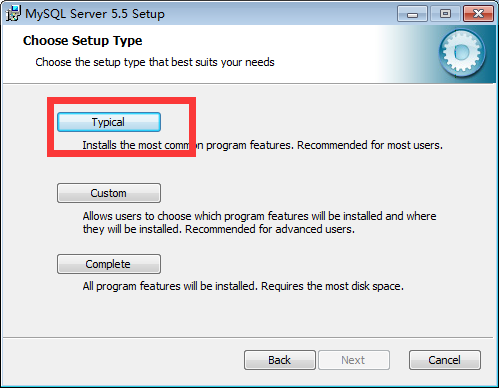 MySQL Server 5.5 Setup
Choose Setup Type
Choose the setup type that best suits your needs
Typical
Installs the most common program features. Recommended for most users.
Custom
Allows users to choose which program features will be installed and where
they will be installed. Recommended for advanced users.
Complete
All program features will be installed. Requires the most disk space.
Back Next Cancel